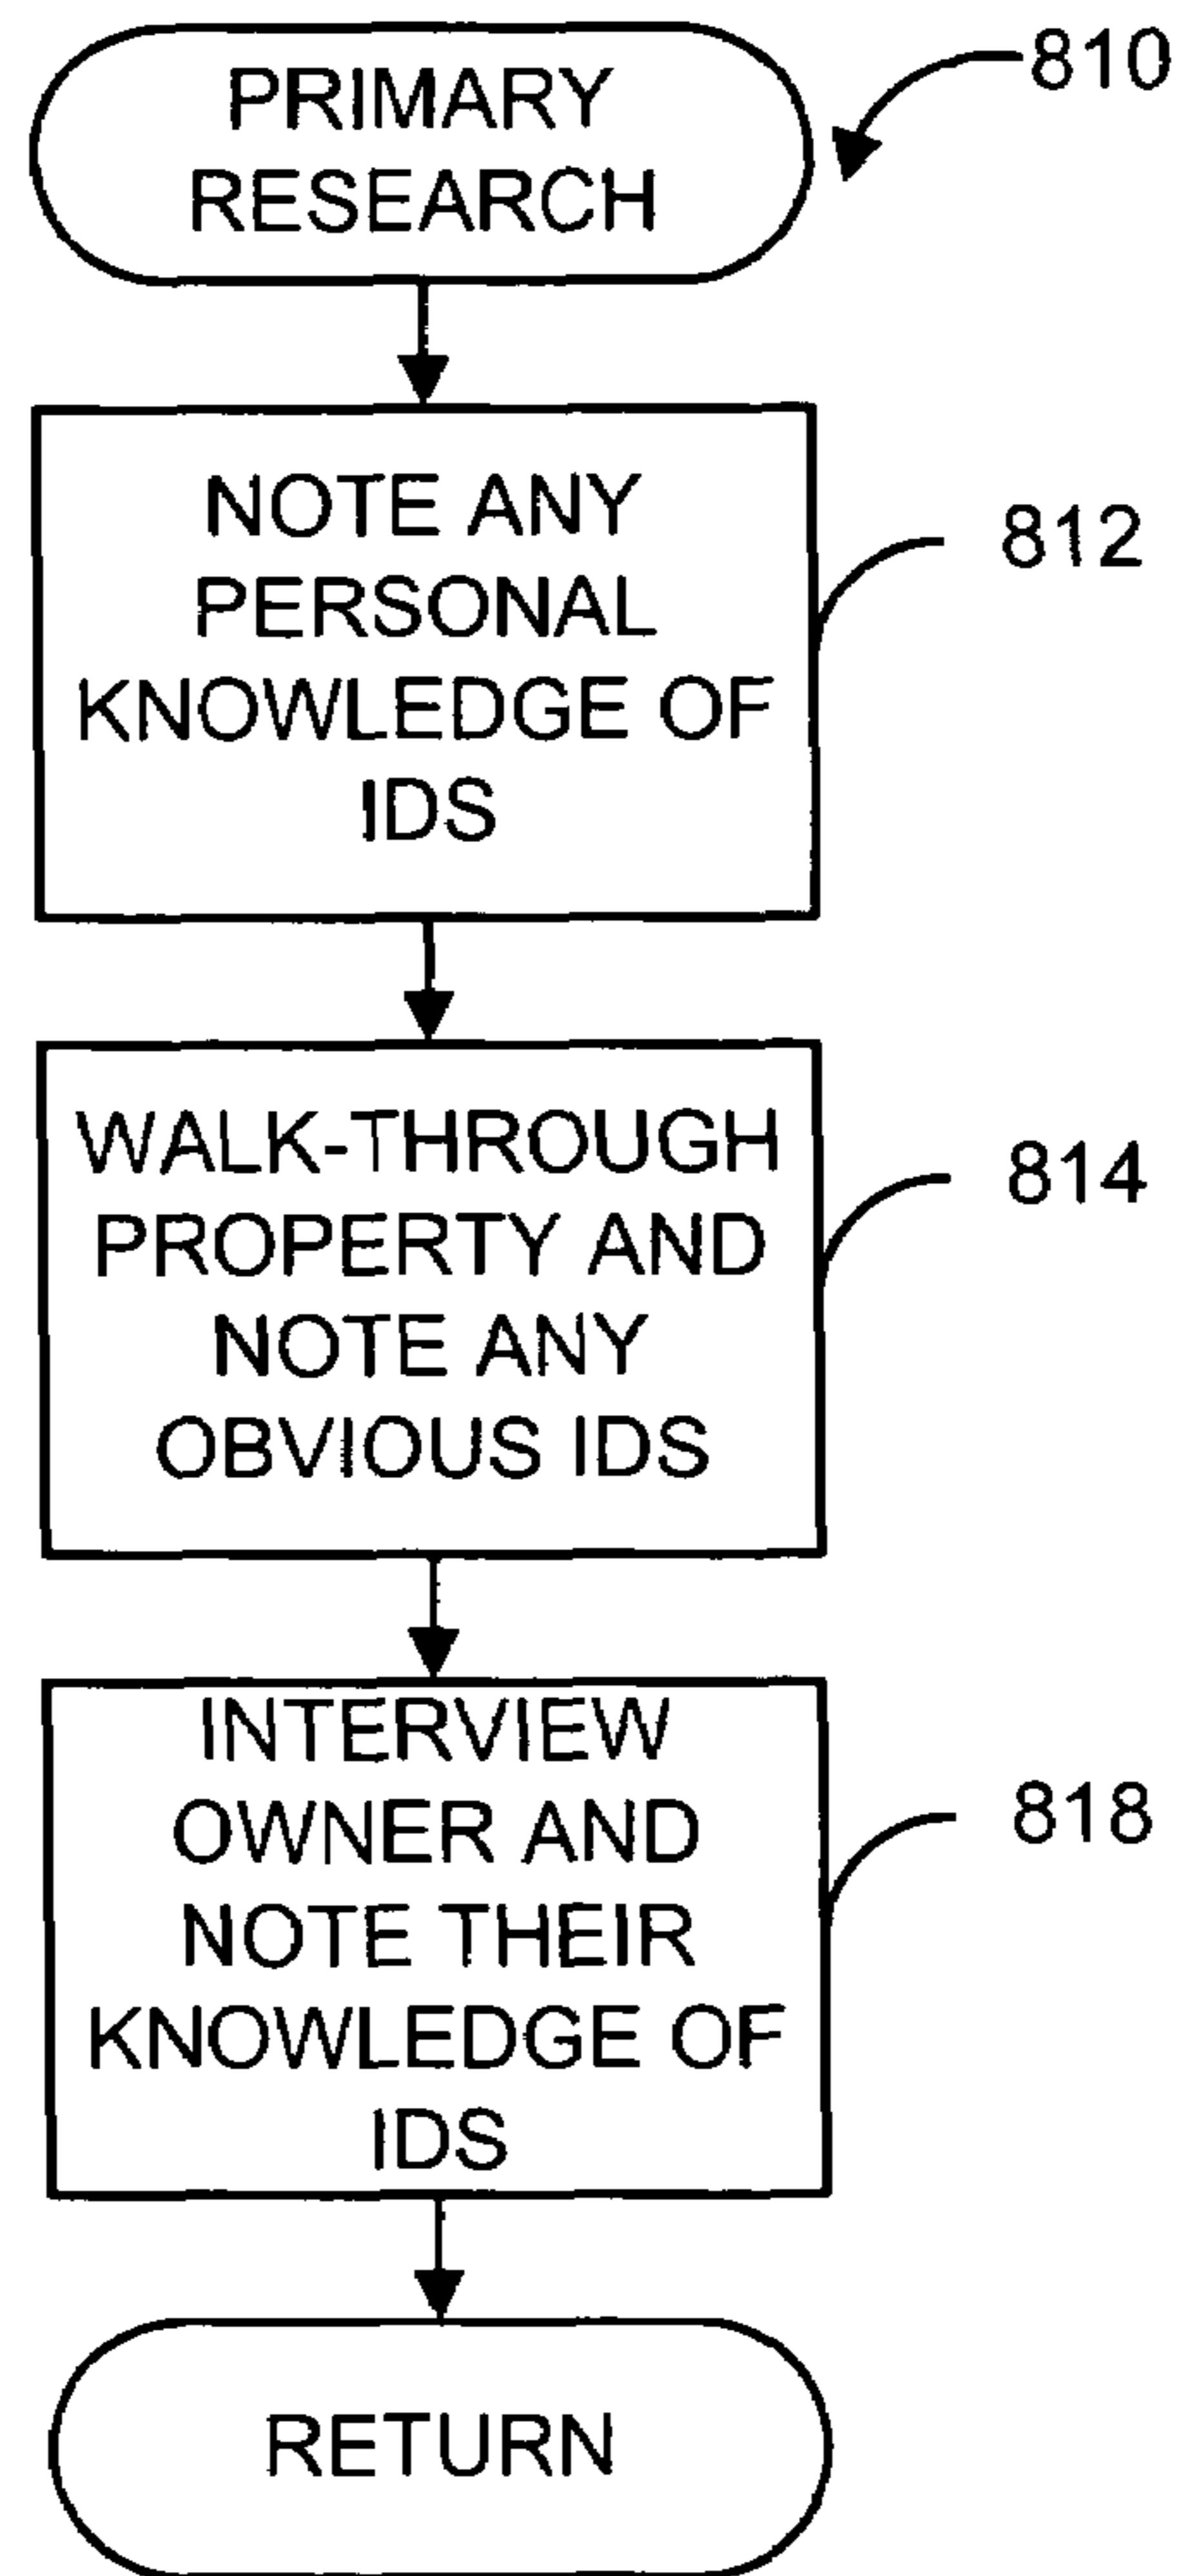 PRIMARY
RESEARCH
810
NOTE ANY
PERSONAL
KNOWLEDGE OF
IDS
812
WALK-THROUGH
PROPERTY AND
NOTE ANY
OBVIOUS IDS
814
INTERVIEW
OWNER AND
NOTE THEIR
KNOWLEDGE OF
IDS
818
RETURN